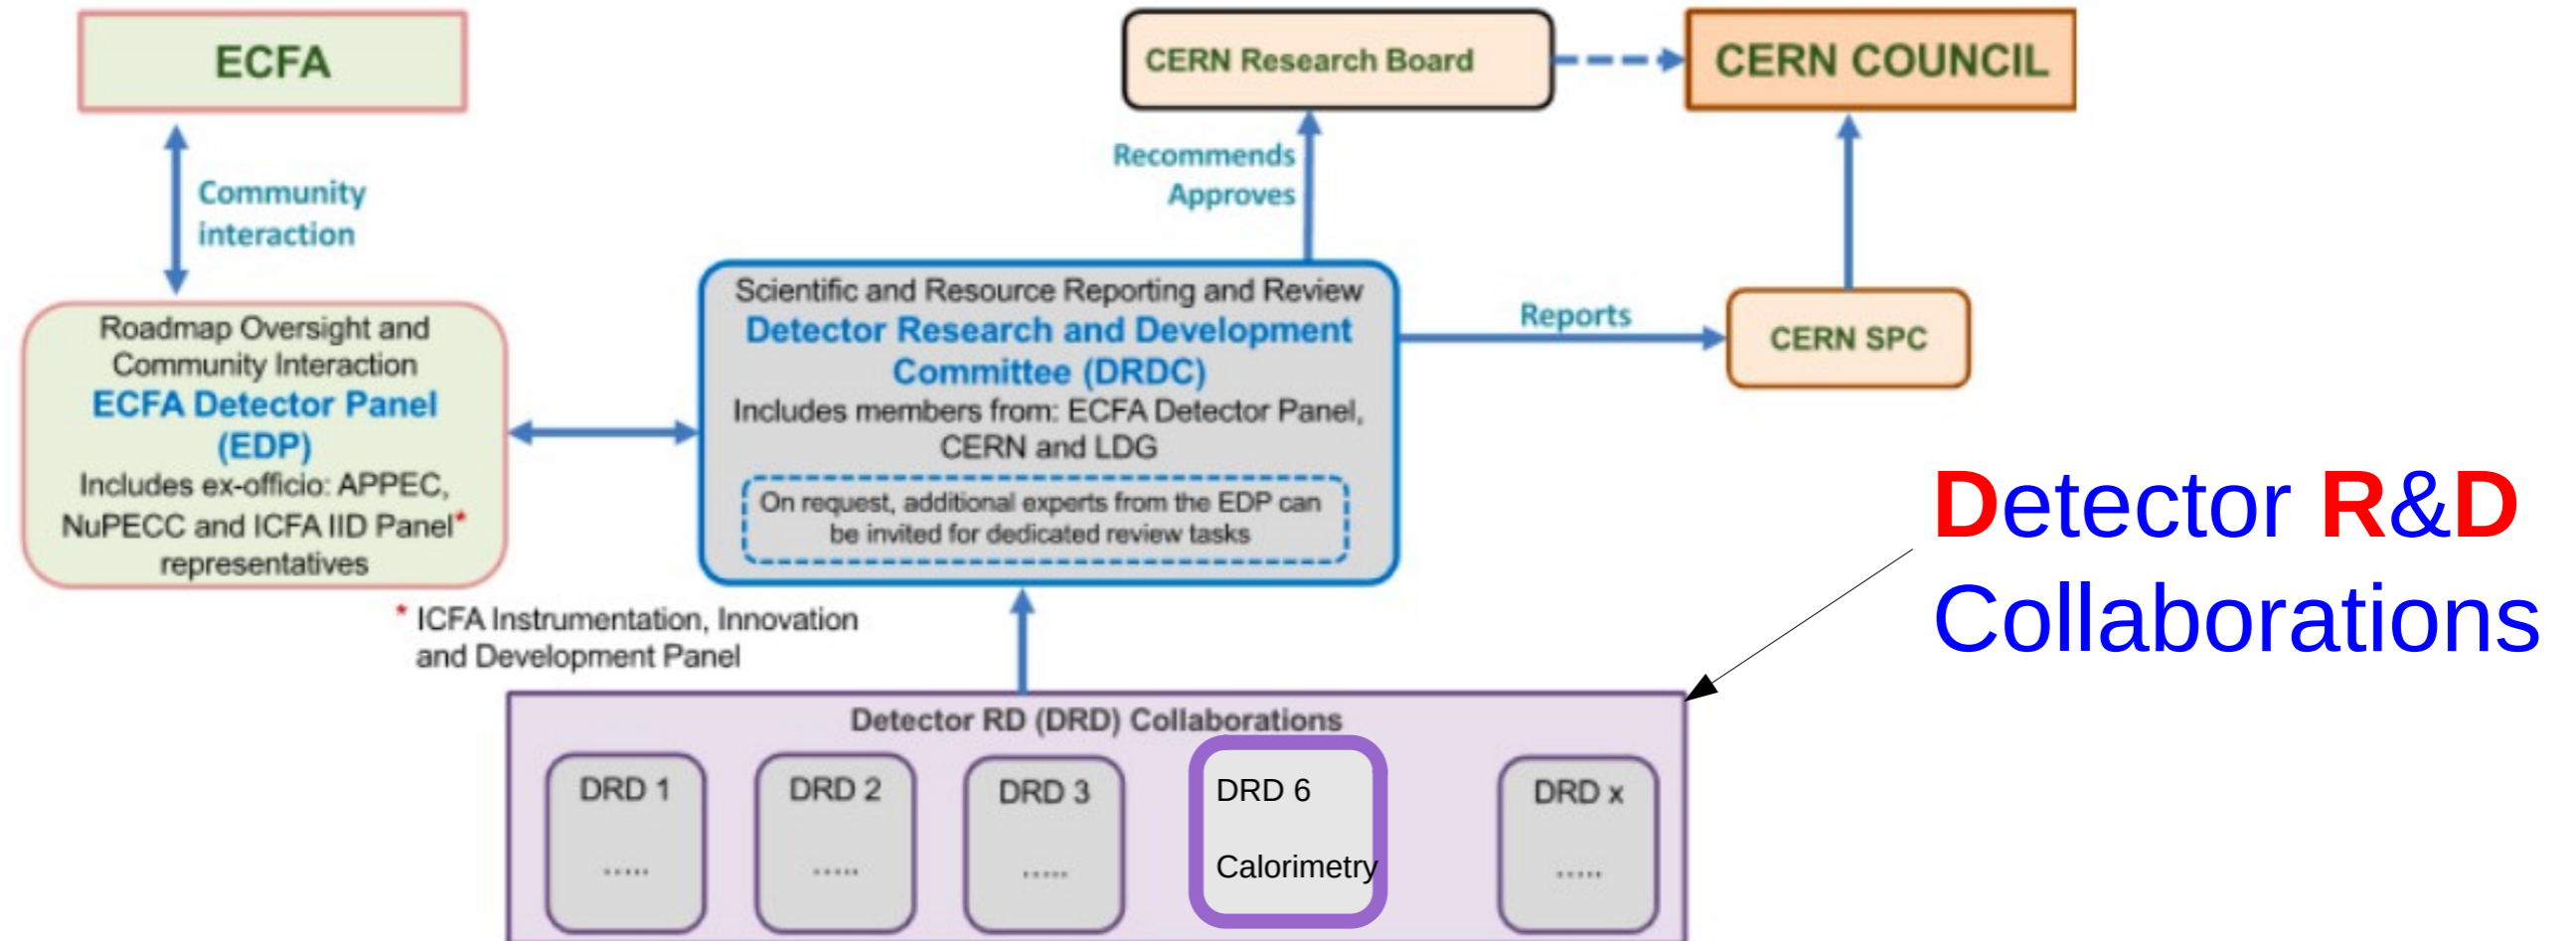 ECFA
CERN Research Board
CERN COUNCIL
Community
interaction
Recommends
Approves
Roadmap Oversight and
Community Interaction
ECFA Detector Panel
(EDP)
Includes ex-officio: APPEC,
NuPECC and ICFA IID Panel*
representatives
Scientific and Resource Reporting and Review
Detector Research and Development
Committee (DRDC)
Includes members from: ECFA Detector Panel,
CERN and LDG
On request, additional experts from the EDP can
be invited for dedicated review tasks
Reports
CERN SPC
* ICFA Instrumentation, Innovation
and Development Panel
Detector R&D
Collaborations
Detector RD (DRD) Collaborations
DRD 1
.....
DRD 2
.....
DRD 3
.....
DRD 6
Calorimetry
DRD x
.....